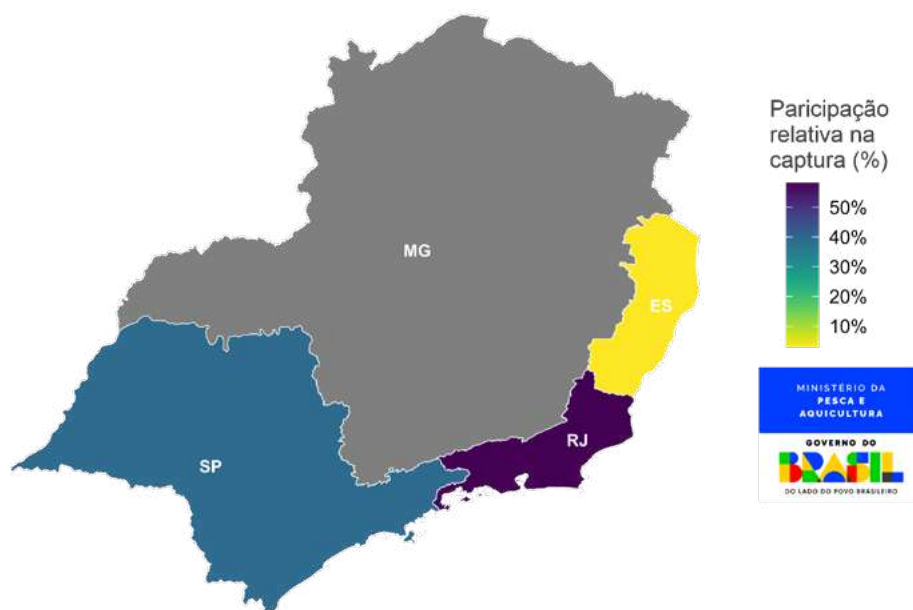 Paricipação
relativa na
captura (%)
50%
40%
30%
20%
10%
MG
ES
RJ
SP
MINISTÉRIO DA
PESCA E
AQUICULTURA
GOVERNO DO
BRASIL
DO LADO DO POVO BRASILEIRO